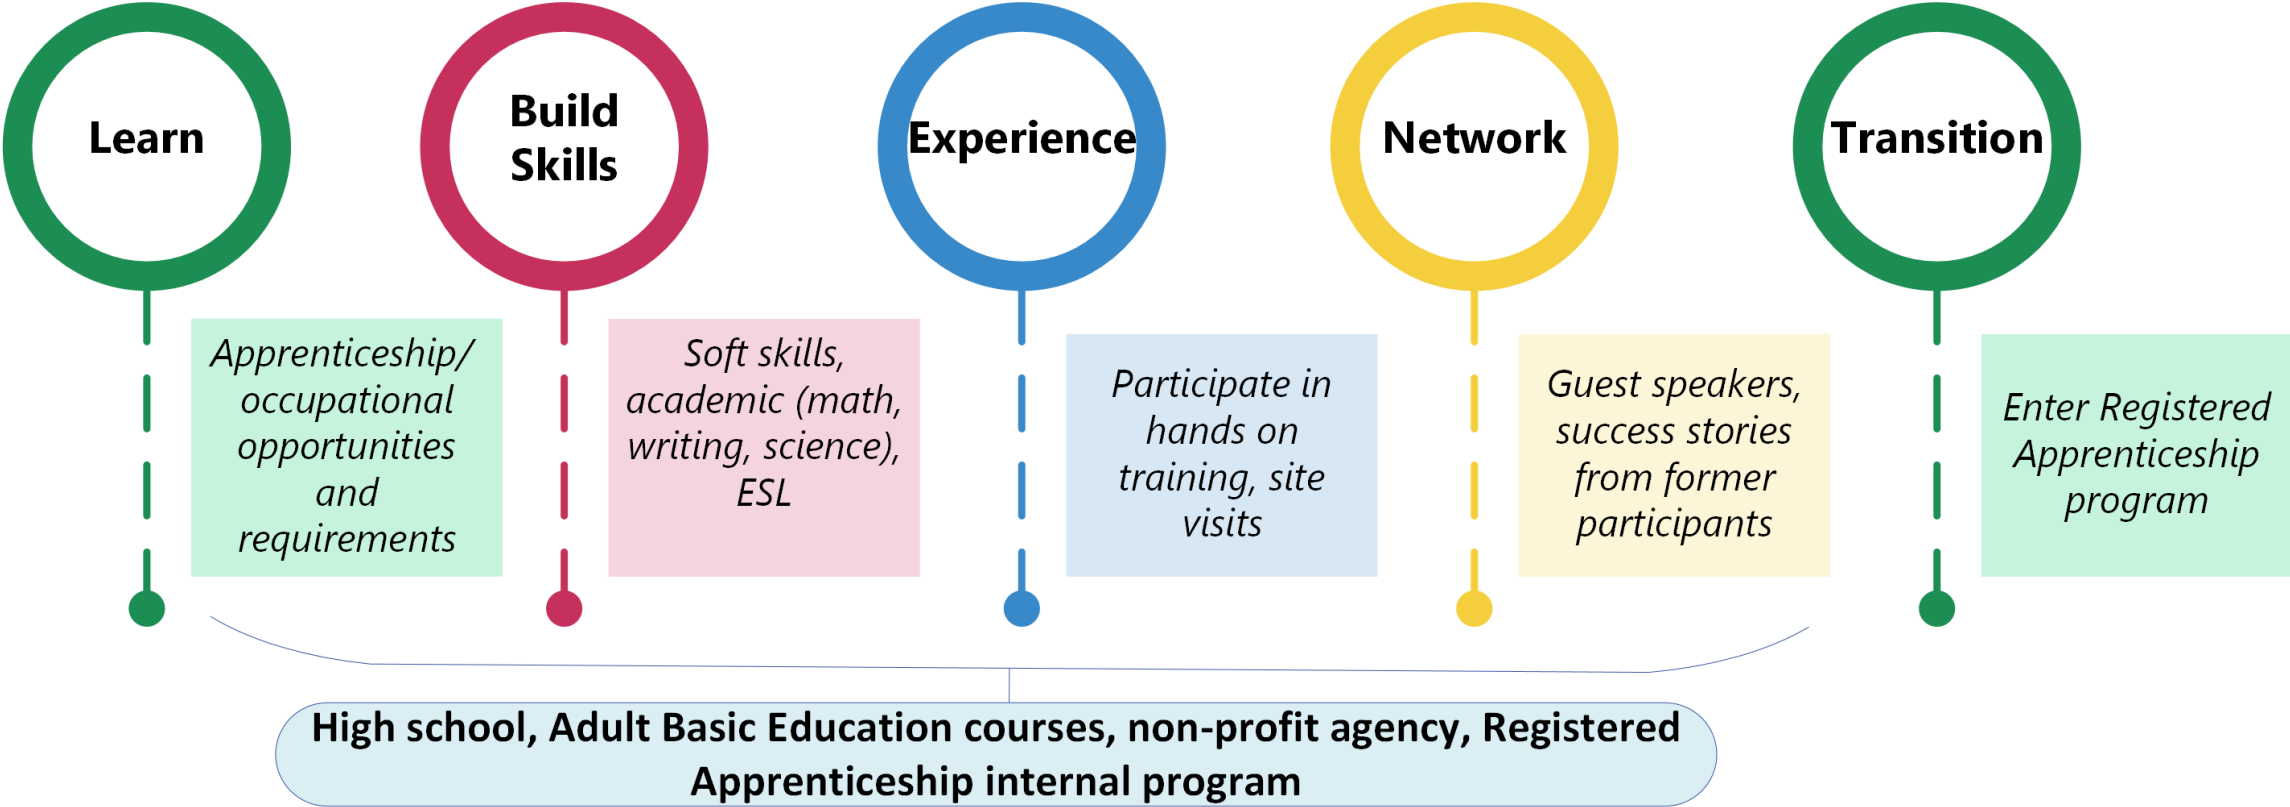 Learn
Build
Skills
Experience
Network
Transition
Apprenticeship/
occupational
opportunities
and
requirements
Soft skills,
academic (math,
writing, science),
ESL
Participate in
hands on
training, site
visits
Guest speakers,
success stories
from former
participants
Enter Registered
Apprenticeship
program
High school, Adult Basic Education courses, non-profit agency, Registered
Apprenticeship internal program